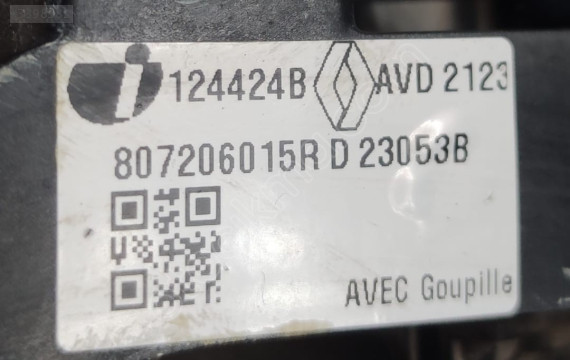 124424B AVD 2123
807206015R D 23053B
AVEC Goupille